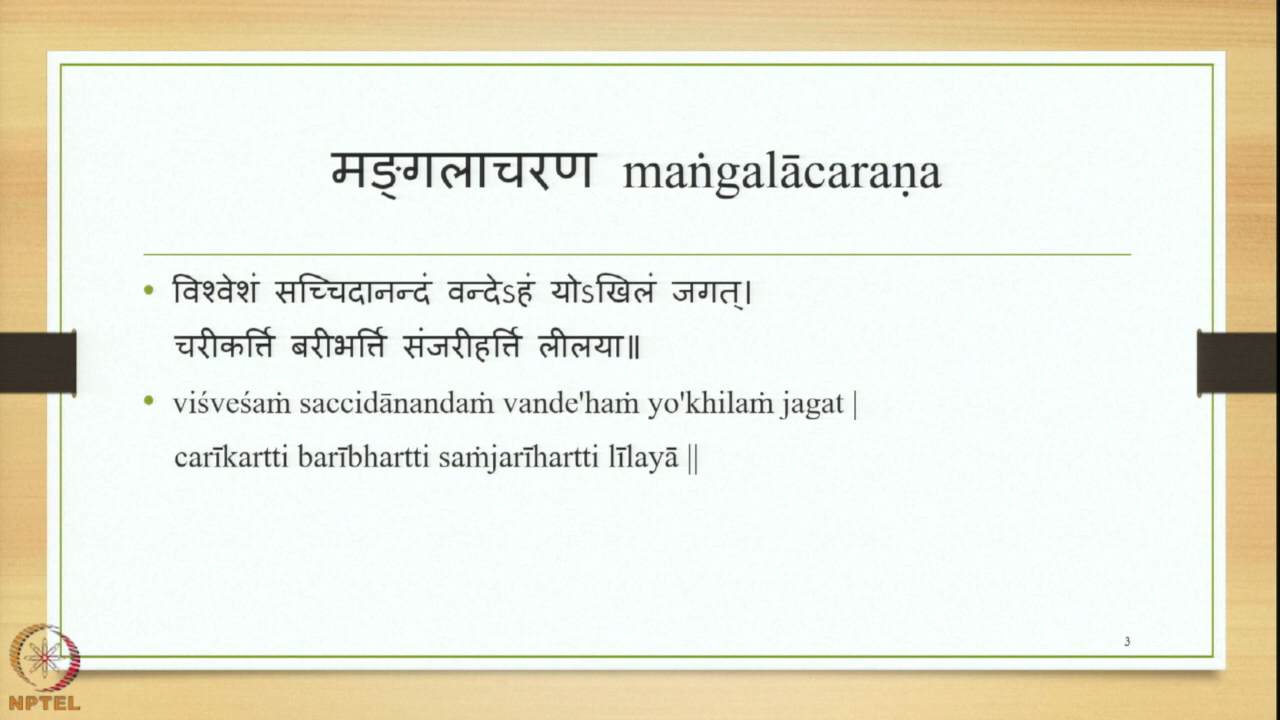 मङ्गलाचरण maṅgalācaraṇa
• विश्वेशं सच्चिदानन्दं वन्देऽहं योऽखिलं जगत्।
चरीकर्त्ति बरीभर्त्ति संजरीहर्त्ति लीलया॥
• viśveśaṁ saccidānandaṁ vande'haṁ yo'khilaṁ jagat |
carīkartti barībhartti saṁjarīhartti līlayā ||
3
NPTEL